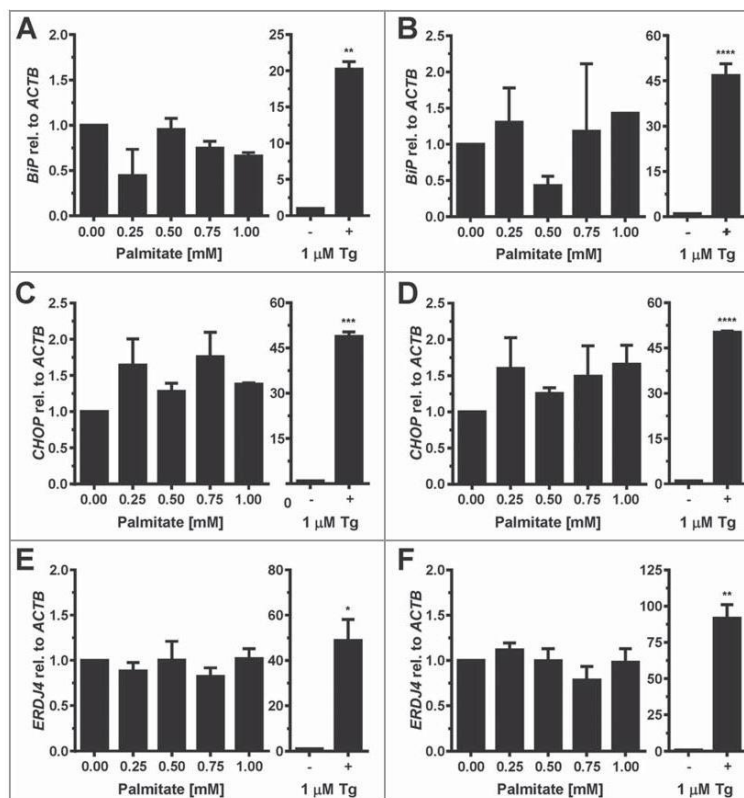 A
BiP rel. to ACTB
2.0
1.5
1.0
0.5
0.0
0.00 0.25 0.50 0.75 1.00
Palmitate [mM]
25
20
15
10
5
0
**
- +
1 μM Tg
B
BiP rel. to ACTB
2.5
2.0
1.5
1.0
0.5
0.0
0.00 0.25 0.50 0.75 1.00
Palmitate [mM]
60
45
30
15
0
****
- +
1 μM Tg
C
CHOP rel. to ACTB
2.5
2.0
1.5
1.0
0.5
0.0
0.00 0.25 0.50 0.75 1.00
Palmitate [mM]
60
45
30
15
0
***
- +
1 μM Tg
D
CHOP rel. to ACTB
2.5
2.0
1.5
1.0
0.5
0.0
0.00 0.25 0.50 0.75 1.00
Palmitate [mM]
60
45
30
15
0
****
- +
1 μM Tg
E
ERDJ4 rel. to ACTB
2.0
1.5
1.0
0.5
0.0
0.00 0.25 0.50 0.75 1.00
Palmitate [mM]
80
60
40
20
0
*
- +
1 μM Tg
F
ERDJ4 rel. to ACTB
2.0
1.5
1.0
0.5
0.0
0.00 0.25 0.50 0.75 1.00
Palmitate [mM]
125
100
75
50
25
0
**
- +
1 μM Tg